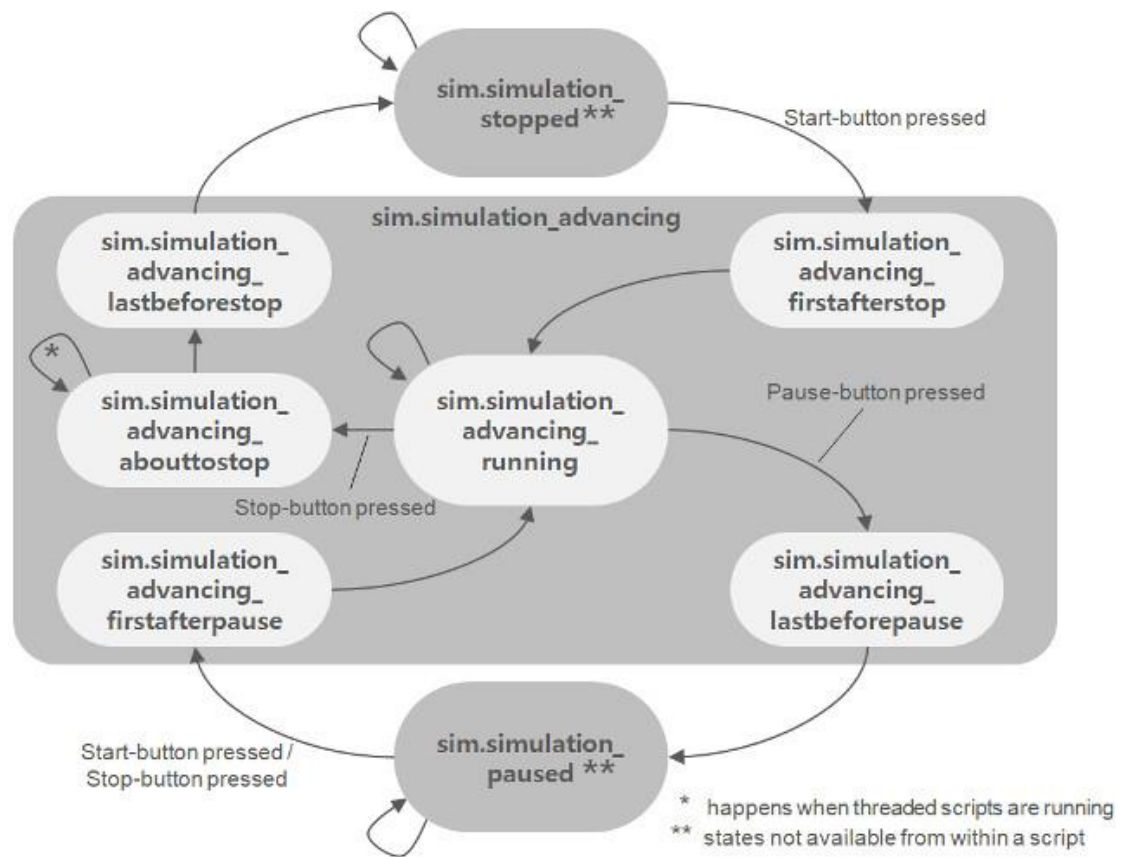 sim.simulation_
stopped **
Start-button pressed
sim.simulation_advancing
sim.simulation_
advancing_
lastbeforestop
sim.simulation_
advancing_
firstafterstop
*
sim.simulation_
advancing_
abouttostop
sim.simulation_
advancing_
running
Pause-button pressed
Stop-button pressed
sim.simulation_
advancing_
firstafterpause
sim.simulation_
advancing_
lastbeforepause
Start-button pressed /
Stop-button pressed
sim.simulation_
paused **
* happens when threaded scripts are running
** states not available from within a script